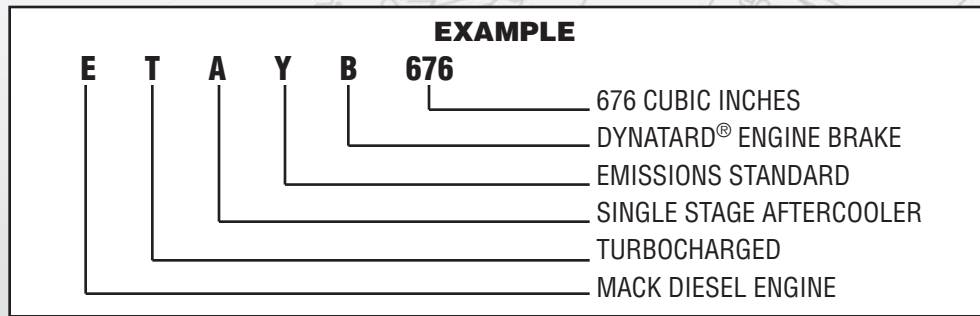 EXAMPLE
E T A Y B 676
676 CUBIC INCHES
DYNATARD® ENGINE BRAKE
EMISSIONS STANDARD
SINGLE STAGE AFTERCOOLER
TURBOCHARGED
MACK DIESEL ENGINE